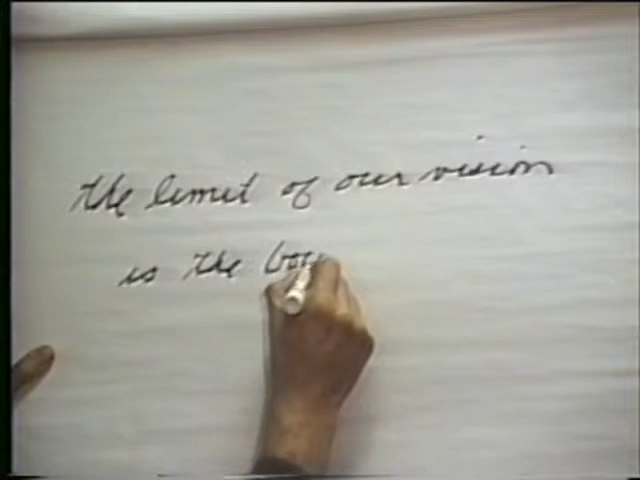 the limit of our vision
is the